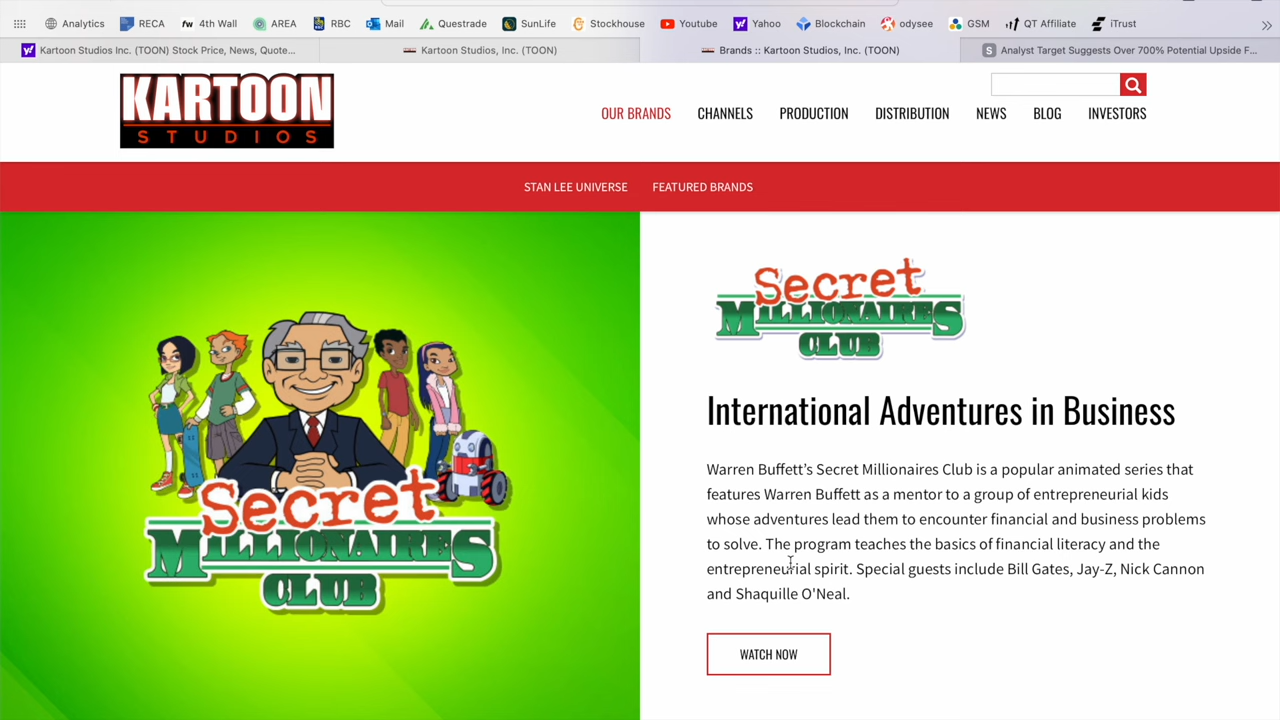 Analytics RECA fw 4th Wall AREA RBC Mail Questrade SunLife Stockhouse Youtube Yahoo Blockchain odysee GSM QT Affiliate iTrust »
Kartoon Studios Inc. (TOON) Stock Price, News, Quote... Kartoon Studios, Inc. (TOON) Brands :: Kartoon Studios, Inc. (TOON) S Analyst Target Suggests Over 700% Potential Upside F...
KARTOON
STUDIOS
OUR BRANDS CHANNELS PRODUCTION DISTRIBUTION NEWS BLOG INVESTORS
STAN LEE UNIVERSE FEATURED BRANDS
Secret
MILLIONAIRES
CLUB
Secret
MILLIONAIRES
CLUB
International Adventures in Business
Warren Buffett’s Secret Millionaires Club is a popular animated series that
features Warren Buffett as a mentor to a group of entrepreneurial kids
whose adventures lead them to encounter financial and business problems
to solve. The program teaches the basics of financial literacy and the
entrepreneurial spirit. Special guests include Bill Gates, Jay-Z, Nick Cannon
and Shaquille O'Neal.
WATCH NOW